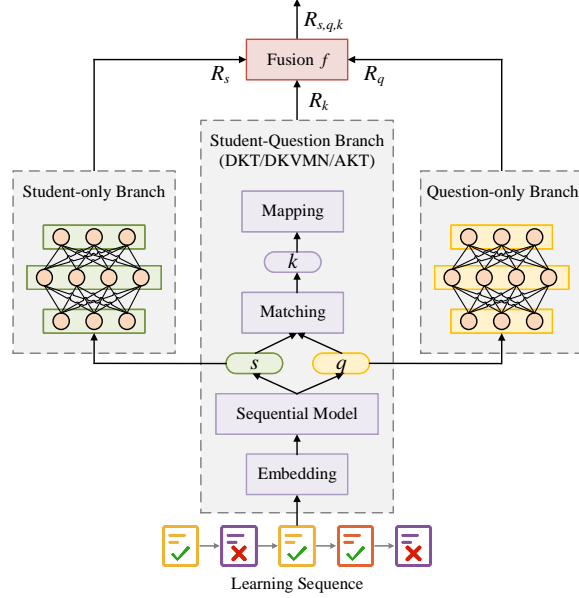 R_{s,q,k}
Fusion f
R_s
R_q
R_k
Student-Question Branch
(DKT/DKVMN/AKT)
Student-only Branch
Question-only Branch
Mapping
k
Matching
s
q
Sequential Model
Embedding
Learning Sequence